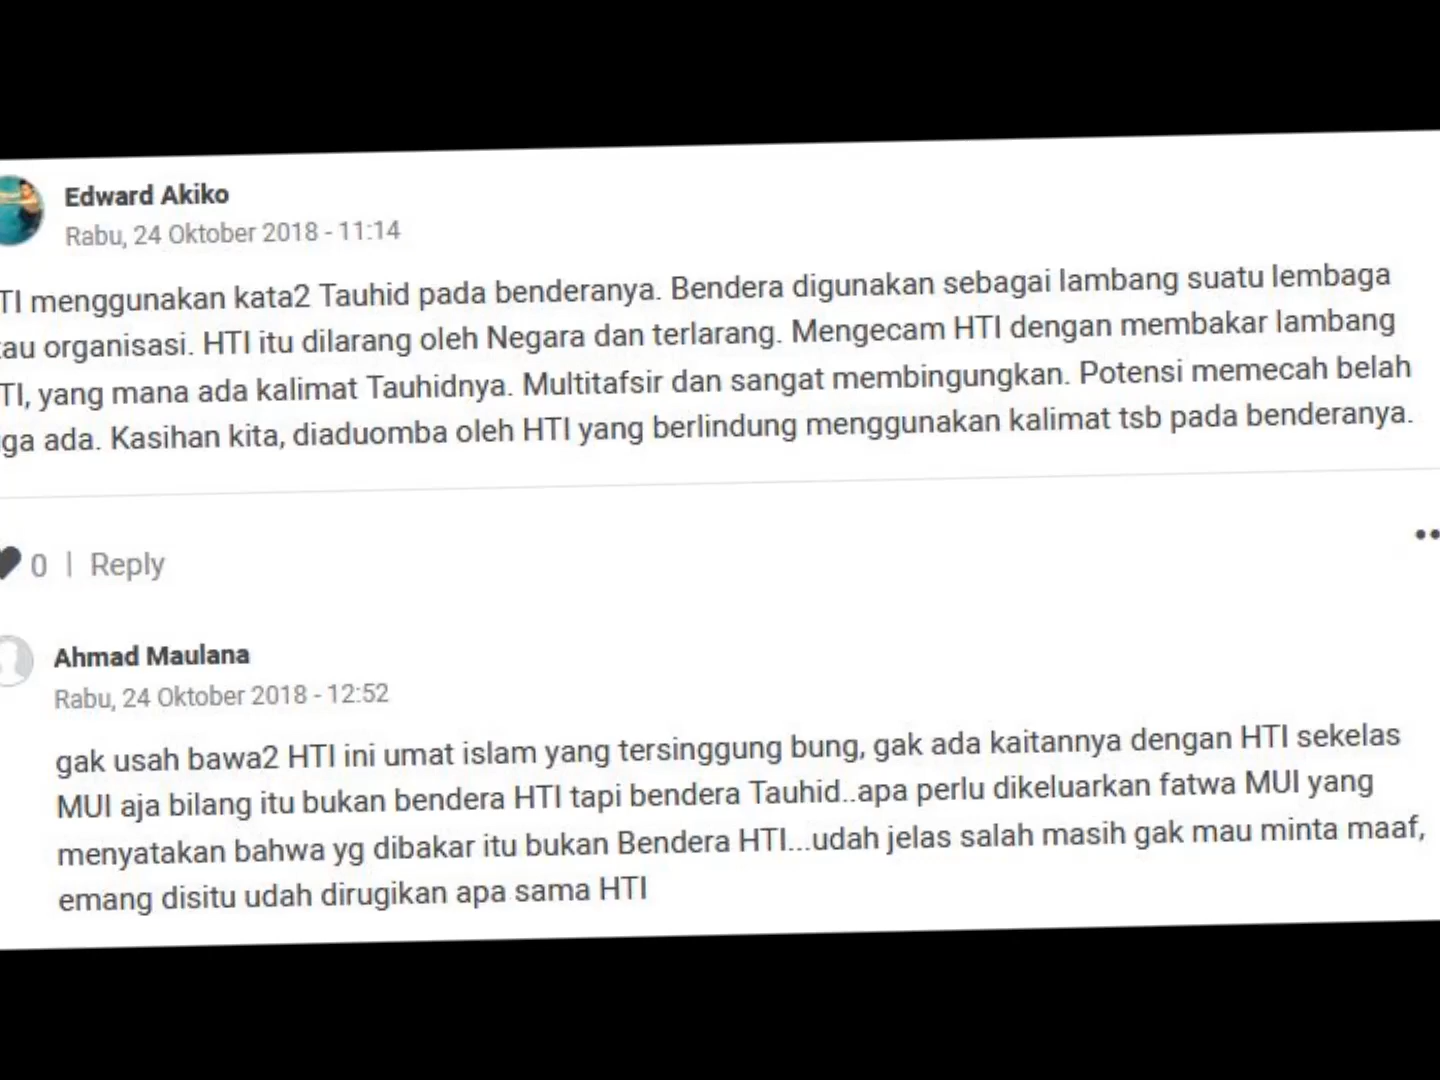 Edward Akiko
Rabu, 24 Oktober 2018 - 11:14
TI menggunakan kata2 Tauhid pada benderanya. Bendera digunakan sebagai lambang suatu lembaga
au organisasi. HTI itu dilarang oleh Negara dan terlarang. Mengecam HTI dengan membakar lambang
TI, yang mana ada kalimat Tauhidnya. Multitafsir dan sangat membingungkan. Potensi memecah belah
ga ada. Kasihan kita, diaduomba oleh HTI yang berlindung menggunakan kalimat tsb pada benderanya.
0 | Reply
Ahmad Maulana
Rabu, 24 Oktober 2018 - 12:52
gak usah bawa2 HTI ini umat islam yang tersinggung bung, gak ada kaitannya dengan HTI sekelas
MUI aja bilang itu bukan bendera HTI tapi bendera Tauhid..apa perlu dikeluarkan fatwa MUI yang
menyatakan bahwa yg dibakar itu bukan Bendera HTI...udah jelas salah masih gak mau minta maaf,
emang disitu udah dirugikan apa sama HTI